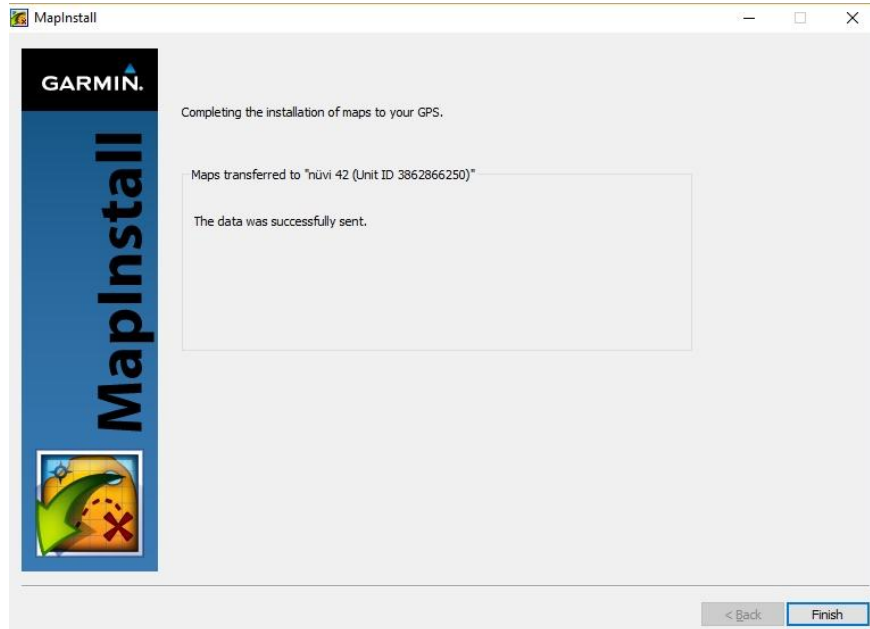 MapInstall
GARMIN.
MapInstall
Completing the installation of maps to your GPS.
Maps transferred to "nüvi 42 (Unit ID 3862866250)"
The data was successfully sent.
< Back
Finish